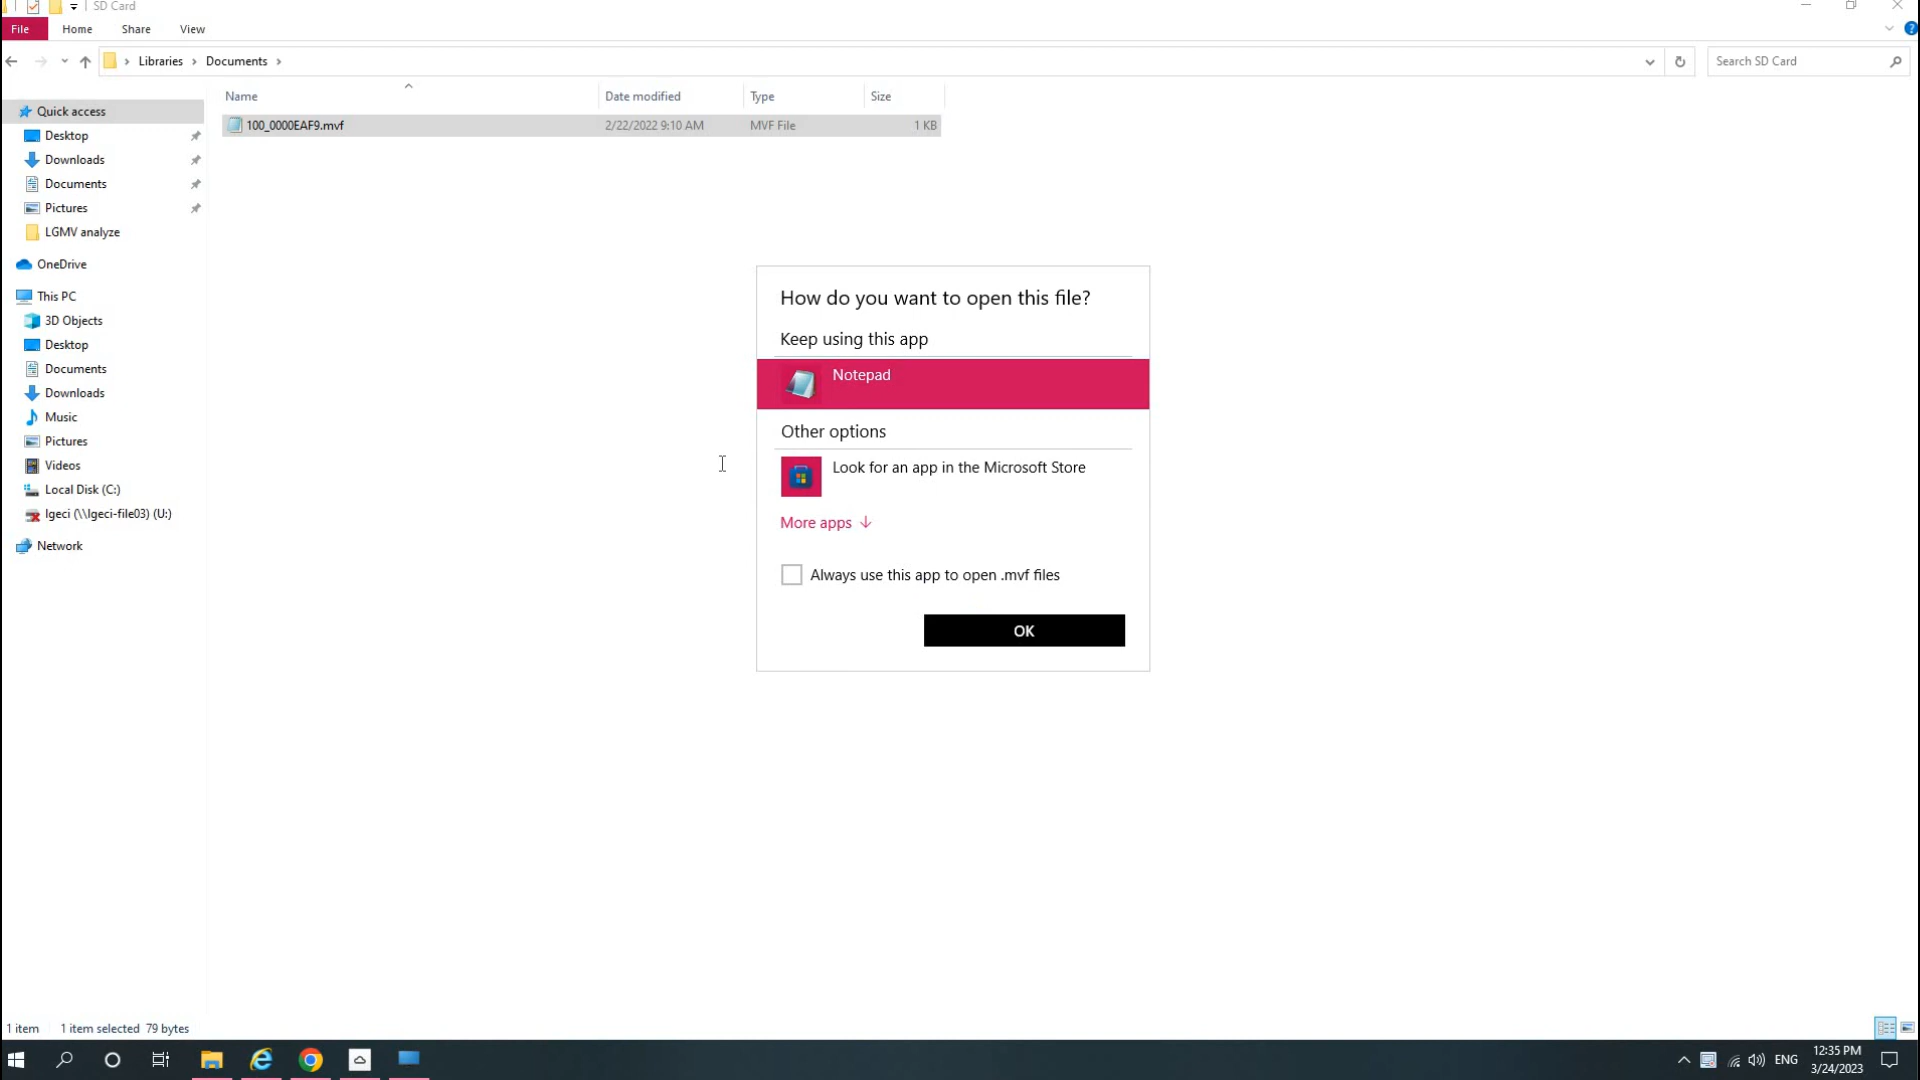 SD Card
File Home Share View
Libraries Documents
Search SD Card
Name Date modified Type Size
100_0000EAF9.mvf 2/22/2022 9:10 AM MVF File 1 KB
Quick access
Desktop
Downloads
Documents
Pictures
LGMV analyze
OneDrive
This PC
3D Objects
Desktop
Documents
Downloads
Music
Pictures
Videos
Local Disk (C:)
lgeci (\\lgeci-file03) (U:)
Network
How do you want to open this file?
Keep using this app
Notepad
Other options
Look for an app in the Microsoft Store
More apps
Always use this app to open .mvf files
OK
1 item 1 item selected 79 bytes
ENG
12:35 PM
3/24/2023